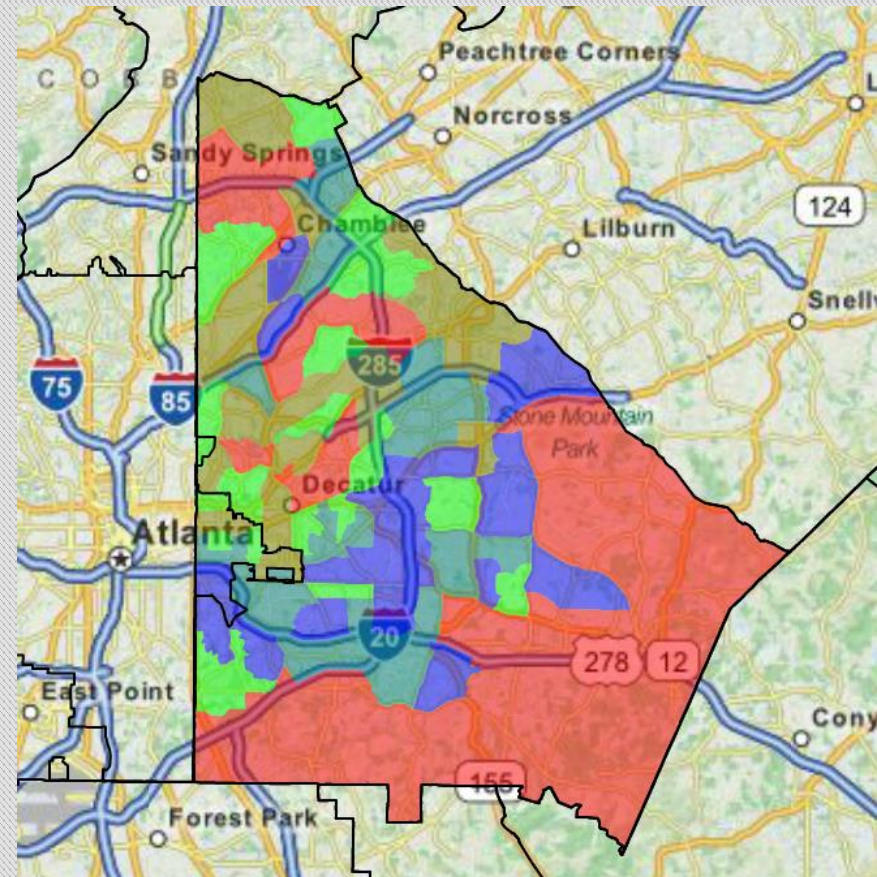 Peachtree Corners
C O B B
Norcross
Sandy Springs
124
Chamblee
Lilburn
Snellv
285
75
85
Stone Mountain
Park
Decatur
Atlanta
20
278
12
East Point
Cony
155
Forest Park
L